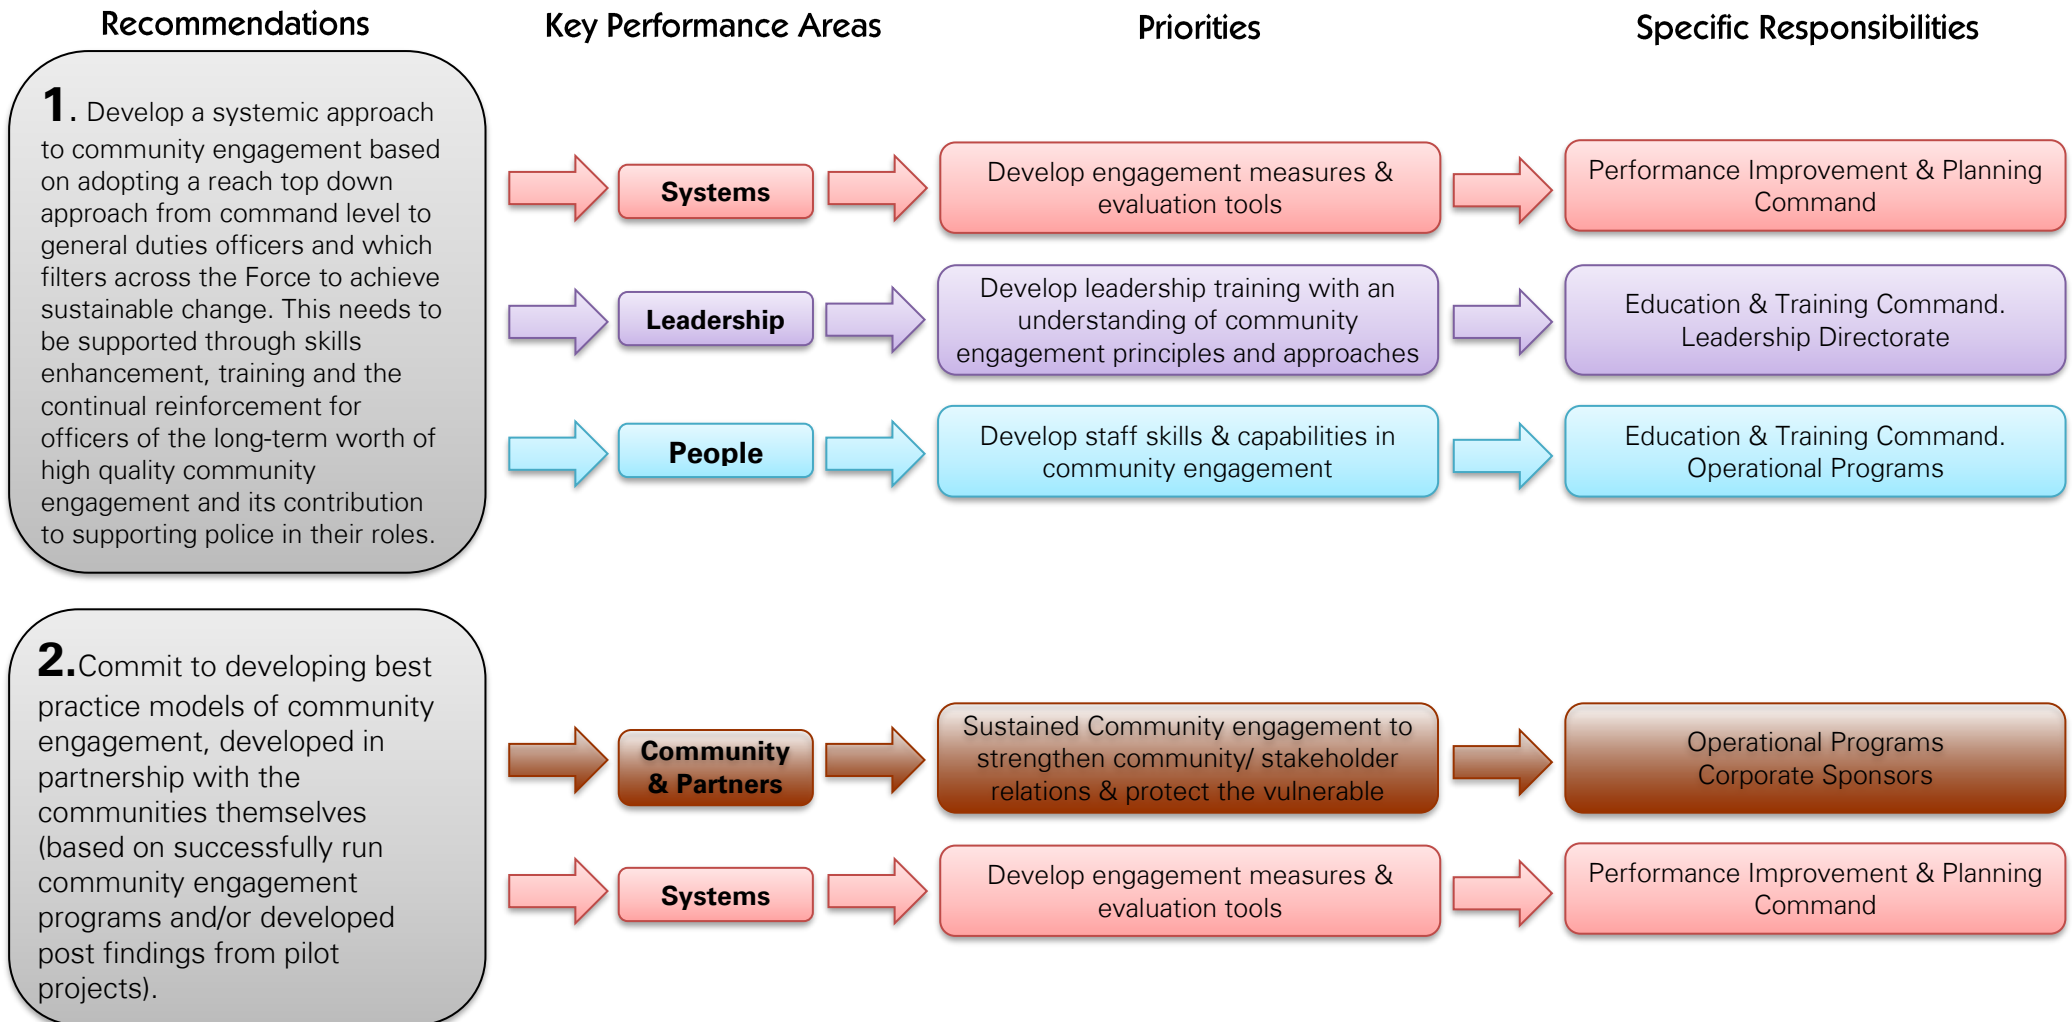 Recommendations
Key Performance Areas
Priorities
Specific Responsibilities
1. Develop a systemic approach
to community engagement based
on adopting a reach top down
approach from command level to
general duties officers and which
filters across the Force to achieve
sustainable change. This needs to
be supported through skills
enhancement, training and the
continual reinforcement for
officers of the long-term worth of
high quality community
engagement and its contribution
to supporting police in their roles.
Systems
Develop engagement measures &
evaluation tools
Performance Improvement & Planning
Command
Leadership
Develop leadership training with an
understanding of community
engagement principles and approaches
Education & Training Command.
Leadership Directorate
People
Develop staff skills & capabilities in
community engagement
Education & Training Command.
Operational Programs
2.Commit to developing best
practice models of community
engagement, developed in
partnership with the
communities themselves
(based on successfully run
community engagement
programs and/or developed
post findings from pilot
projects).
Community
& Partners
Sustained Community engagement to
strengthen community/ stakeholder
relations & protect the vulnerable
Operational Programs
Corporate Sponsors
Systems
Develop engagement measures &
evaluation tools
Performance Improvement & Planning
Command